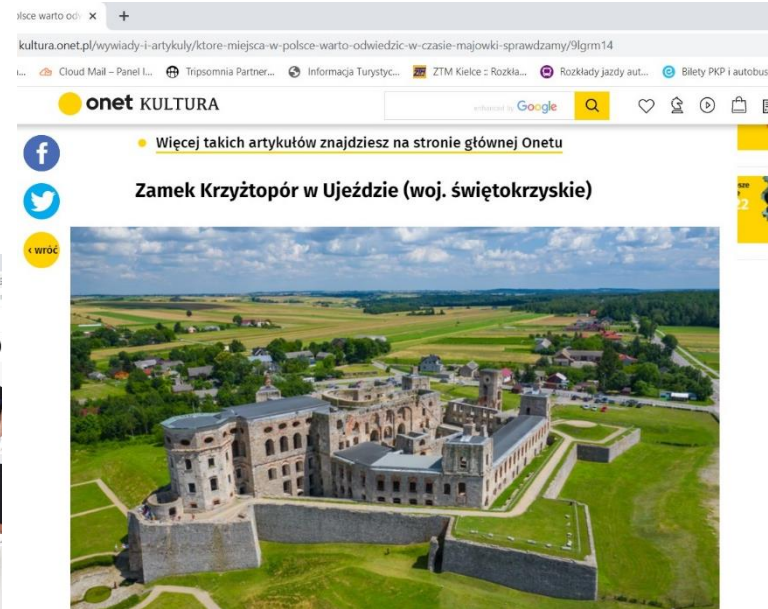 olsce warto od
kultura.onet.pl/wywiady-i-artykuly/ktore-miejsca-w-polsce-warto-odwiedzic-w-czasie-majowki-sprawdzamy/9lgrm14
Cloud Mail – Panel I... Tripsomnia Partner... Informacja Turystyc... ZTM Kielce :: Rozkła... Rozkłady jazdy aut... Bilety PKP i autobus
onet KULTURA
enhanced by Google
Więcej takich artykułów znajdziesz na stronie głównej Onetu
Zamek Krzyżtopór w Ujeździe (woj. świętokrzyskie)
‹ wróć